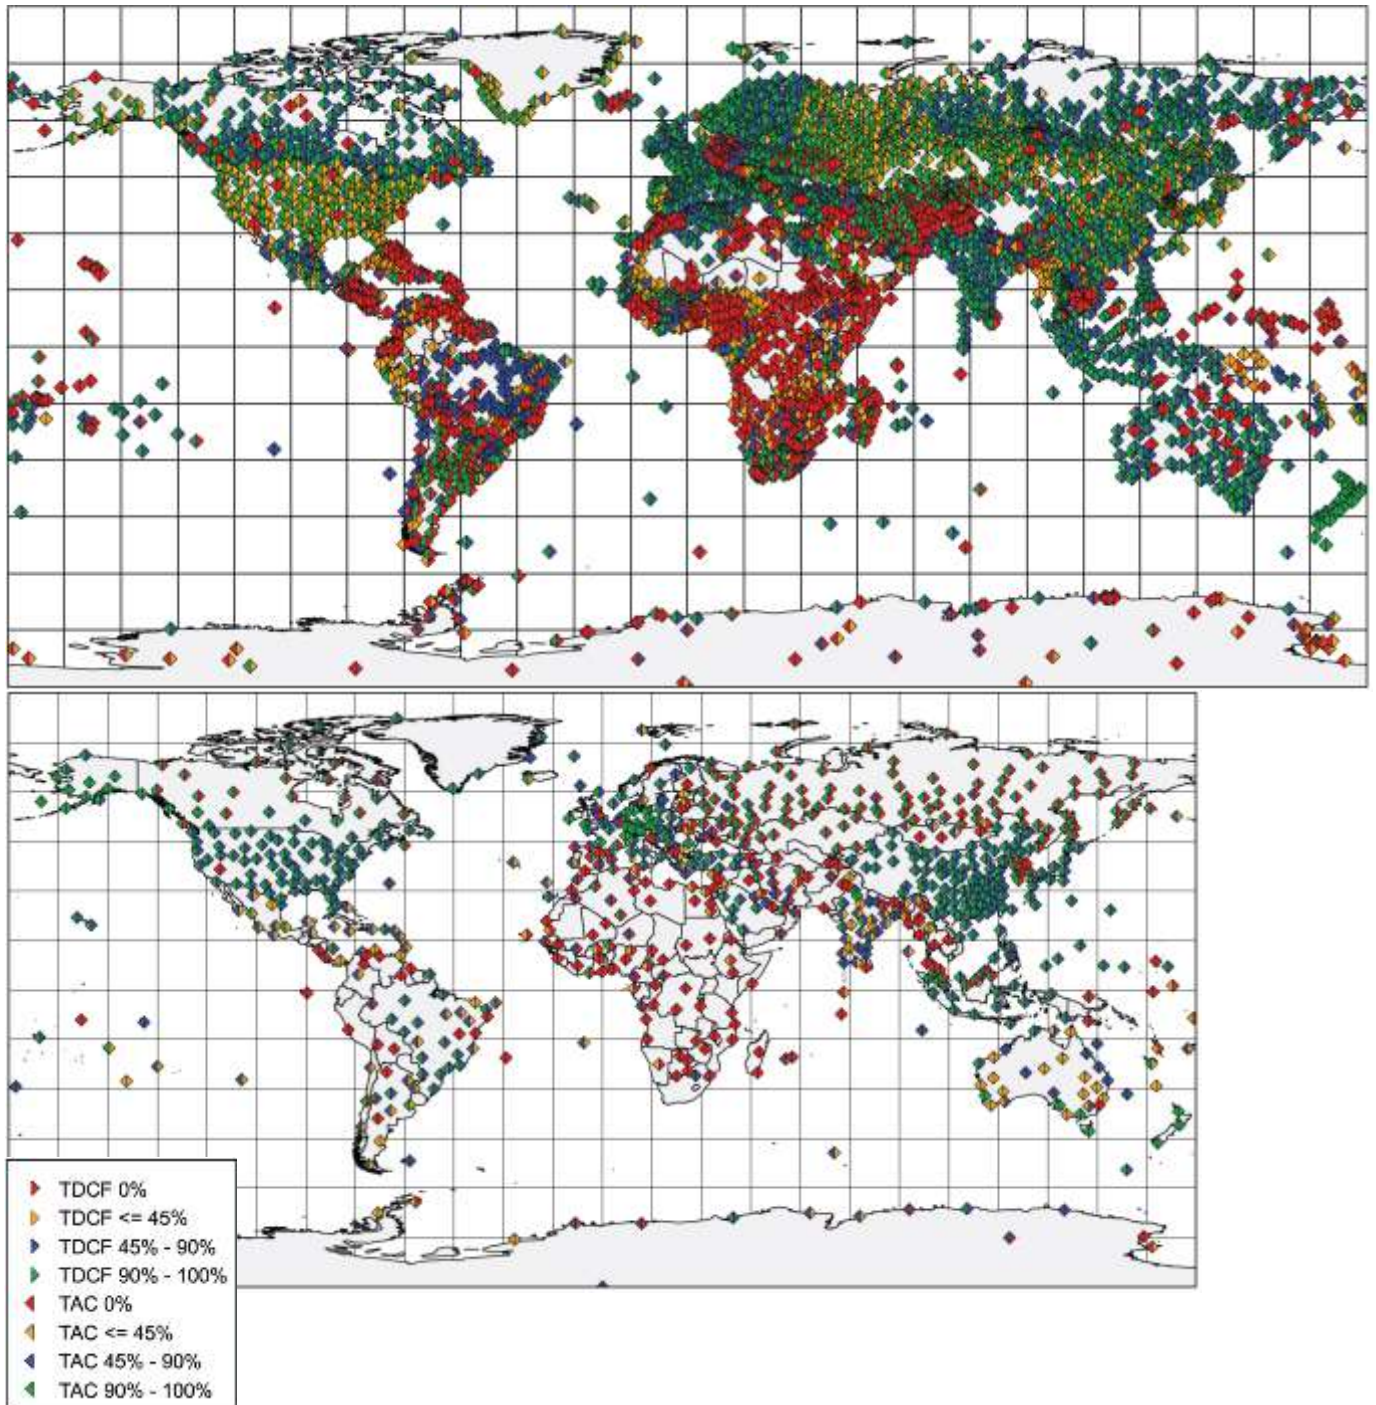 TDCF 0%
TDCF <= 45%
TDCF 45% - 90%
TDCF 90% - 100%
TAC 0%
TAC <= 45%
TAC 45% - 90%
TAC 90% - 100%